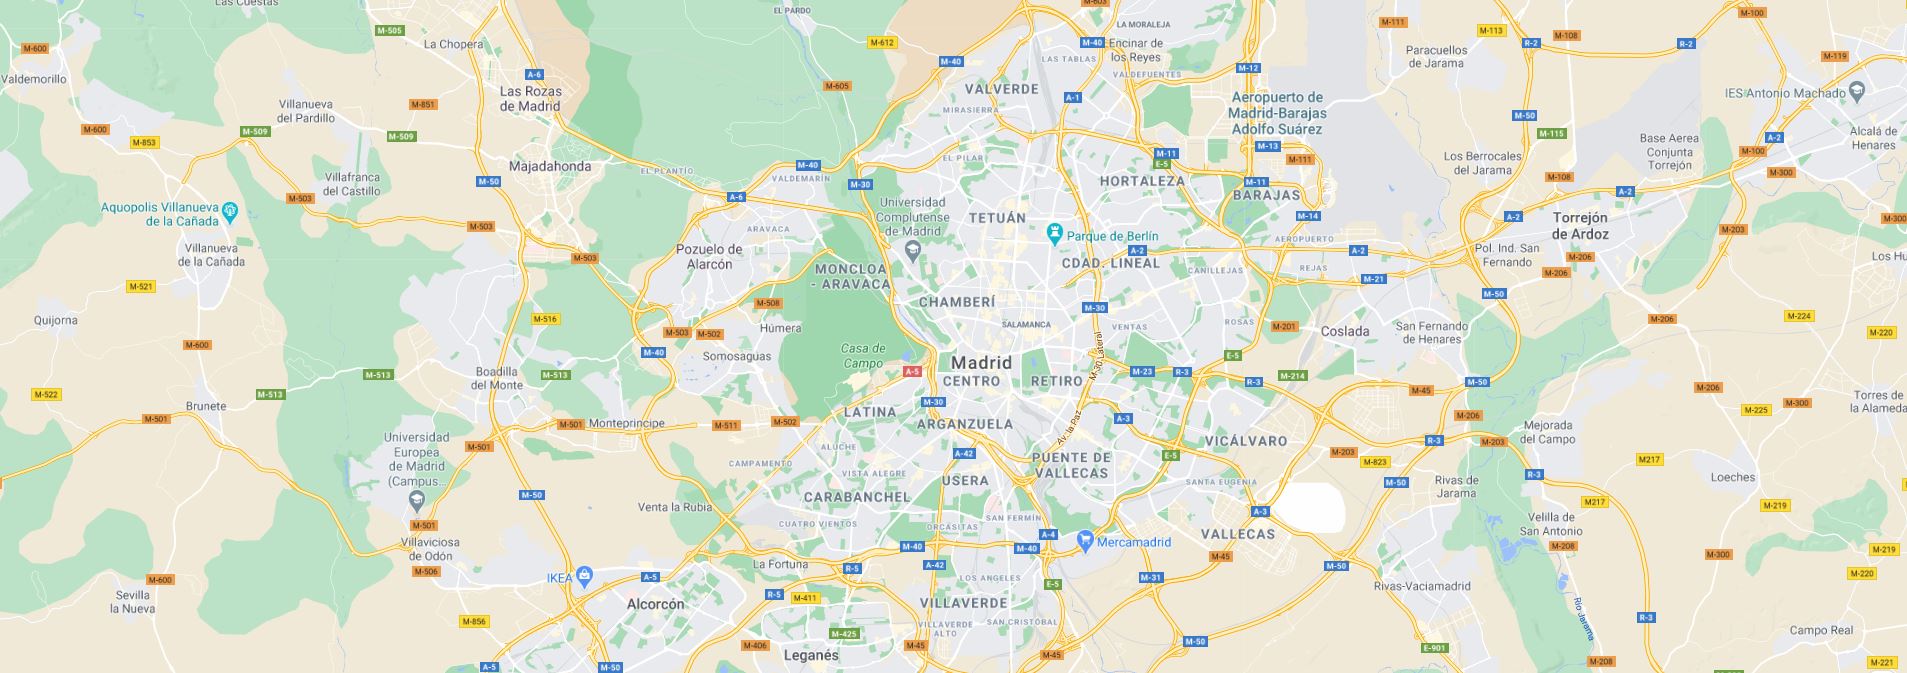 Las Cuestas
EL PARDO
M-603
LA MORALEJA
M-100
M-505
La Chopera
M-612
M-40
Encinar de
los Reyes
M-111
M-113
M-108
R-2
R-2
M-600
Valdemorillo
A-6
M-40
LAS TABLAS
VALDEFUENTES
M-12
Paracuellos
de Jarama
M-119
Las Rozas
de Madrid
M-605
VALVERDE
A-1
Aeropuerto de
Madrid-Barajas
Adolfo Suárez
IES Antonio Machado
Villanueva
del Pardillo
M-851
MIRASIERRA
M-50
M-600
M-853
M-509
M-509
M-115
A-2
Alcalá de
Henares
Base Aerea
Conjunta
Torrejón
M-13
M-111
M-100
M-300
Majadahonda
EL PLANTÍO
M-40
VALDEMARÍN
EL PILAR
M-11
E-5
Los Berrocales
del Jarama
M-108
Villafranca
del Castillo
M-50
M-30
HORTALEZA
M-11
BARAJAS
A-2
M-503
A-6
Aquopolis Villanueva
de la Cañada
Universidad
Complutense
de Madrid
TETUÁN
M-14
A-2
Torrejón
de Ardoz
M-300
M-503
ARAVACA
Parque de Berlín
AEROPUERTO
M-203
Villanueva
de la Cañada
M-503
Pozuelo de
Alarcón
MONCLOA
- ARAVACA
A-2
CDAD. LINEAL
CANILLEJAS
REJAS
A-2
M-21
Pol. Ind. San
Fernando
M-206
M-206
Los Hu
M-521
M-508
CHAMBERÍ
M-30
M-50
Quijorna
M-516
M-503
M-502
Húmera
SALAMANCA
VENTAS
ROSAS
M-201
Coslada
San Fernando
de Henares
M-206
M-224
M-220
M-600
M-40
Somosaguas
Casa de
Campo
M-30 Lateral
E-5
Madrid
CENTRO
RETIRO
A-5
M-23
R-3
R-3
M-214
M-50
M-45
M-206
M-513
Boadilla
del Monte
M-513
M-522
M-513
Brunete
M-501
M-30
Torres de
la Alameda
M-300
M-225
LATINA
ARGANZUELA
Av. la Paz
A-3
M-206
M-501
Monteprincipe
M-511
M-502
Mejorada
del Campo
Universidad
Europea
de Madrid
(Campus...
M-501
ALUCHE
A-42
PUENTE DE
VALLECAS
E-5
VICÁLVARO
R-3
M-203
M-203
M-823
M217
CAMPAMENTO
VISTA ALEGRE
USERA
SANTA EUGENIA
M-50
Rivas de
Jarama
R-3
Loeches
M-50
CARABANCHEL
Venta la Rubia
A-3
M217
M-219
M-501
CUATRO VIENTOS
ORCASITAS
SAN FERMÍN
A-4
VALLECAS
Velilla de
San Antonio
Villaviciosa
de Odón
M-506
M-40
M-40
Mercamadrid
M-45
M-208
M-300
M-219
M-600
IKEA
A-5
La Fortuna
R-5
A-42
LOS ANGELES
E-5
M-31
M-50
Rivas-Vaciamadrid
M-220
Sevilla
la Nueva
Alcorcón
R-5
M-411
VILLAVERDE
Río Jarama
M-856
M-425
VILLAVERDE
ALTO
SAN CRISTÓBAL
R-3
Campo Real
M-406
M-45
M-50
E-901
Leganés
M-45
A-5
M-50
M-208
M-221